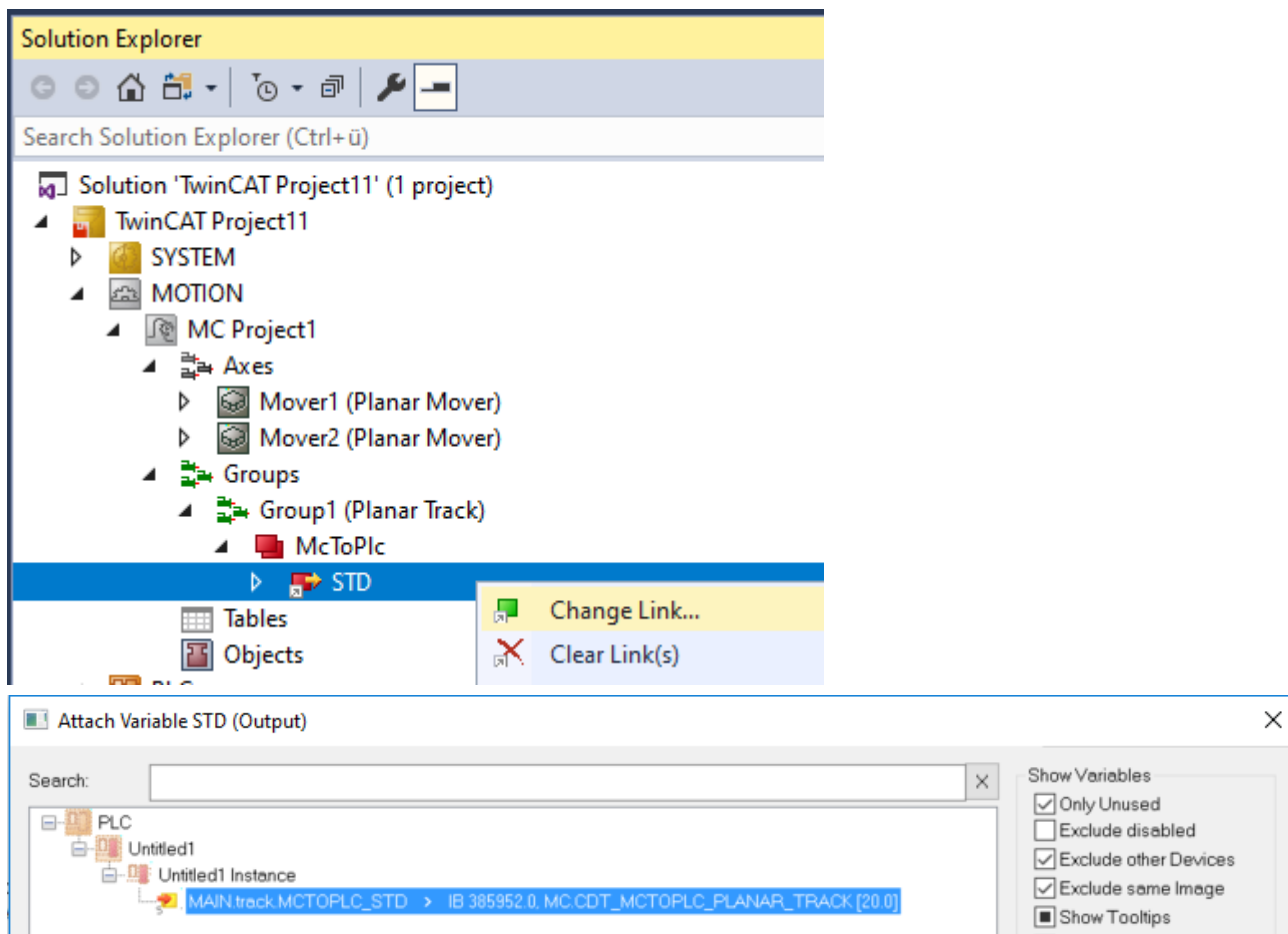 Solution Explorer
Search Solution Explorer (Ctrl+ü)
Solution 'TwinCAT Project11' (1 project)
TwinCAT Project11
SYSTEM
MOTION
MC Project1
Axes
Mover1 (Planar Mover)
Mover2 (Planar Mover)
Groups
Group1 (Planar Track)
McToPlc
STD
Change Link...
Tables
Clear Link(s)
Objects
Attach Variable STD (Output)
Search:
Show Variables
Only Unused
PLC
Exclude disabled
Untitled1
Exclude other Devices
Untitled1 Instance
Exclude same Image
MAIN.track.MCTOPLC_STD > IB 385952.0, MC.CDT_MCTOPLC_PLANAR_TRACK [20.0]
Show Tooltips